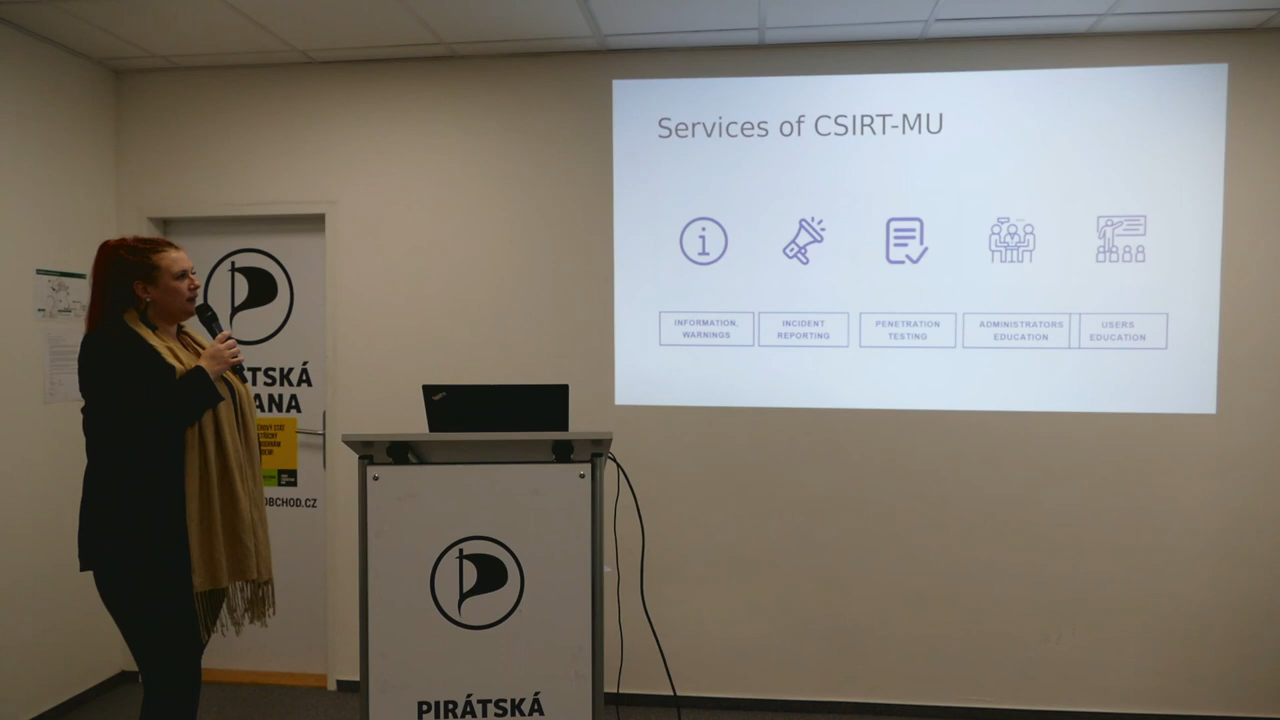 Services of CSIRT-MU
INFORMATION,
WARNINGS
INCIDENT
REPORTING
PENETRATION
TESTING
ADMINISTRATORS
EDUCATION
USERS
EDUCATION
TSKÁ
ANA
OBCHOD.CZ
PIRÁTSKÁ